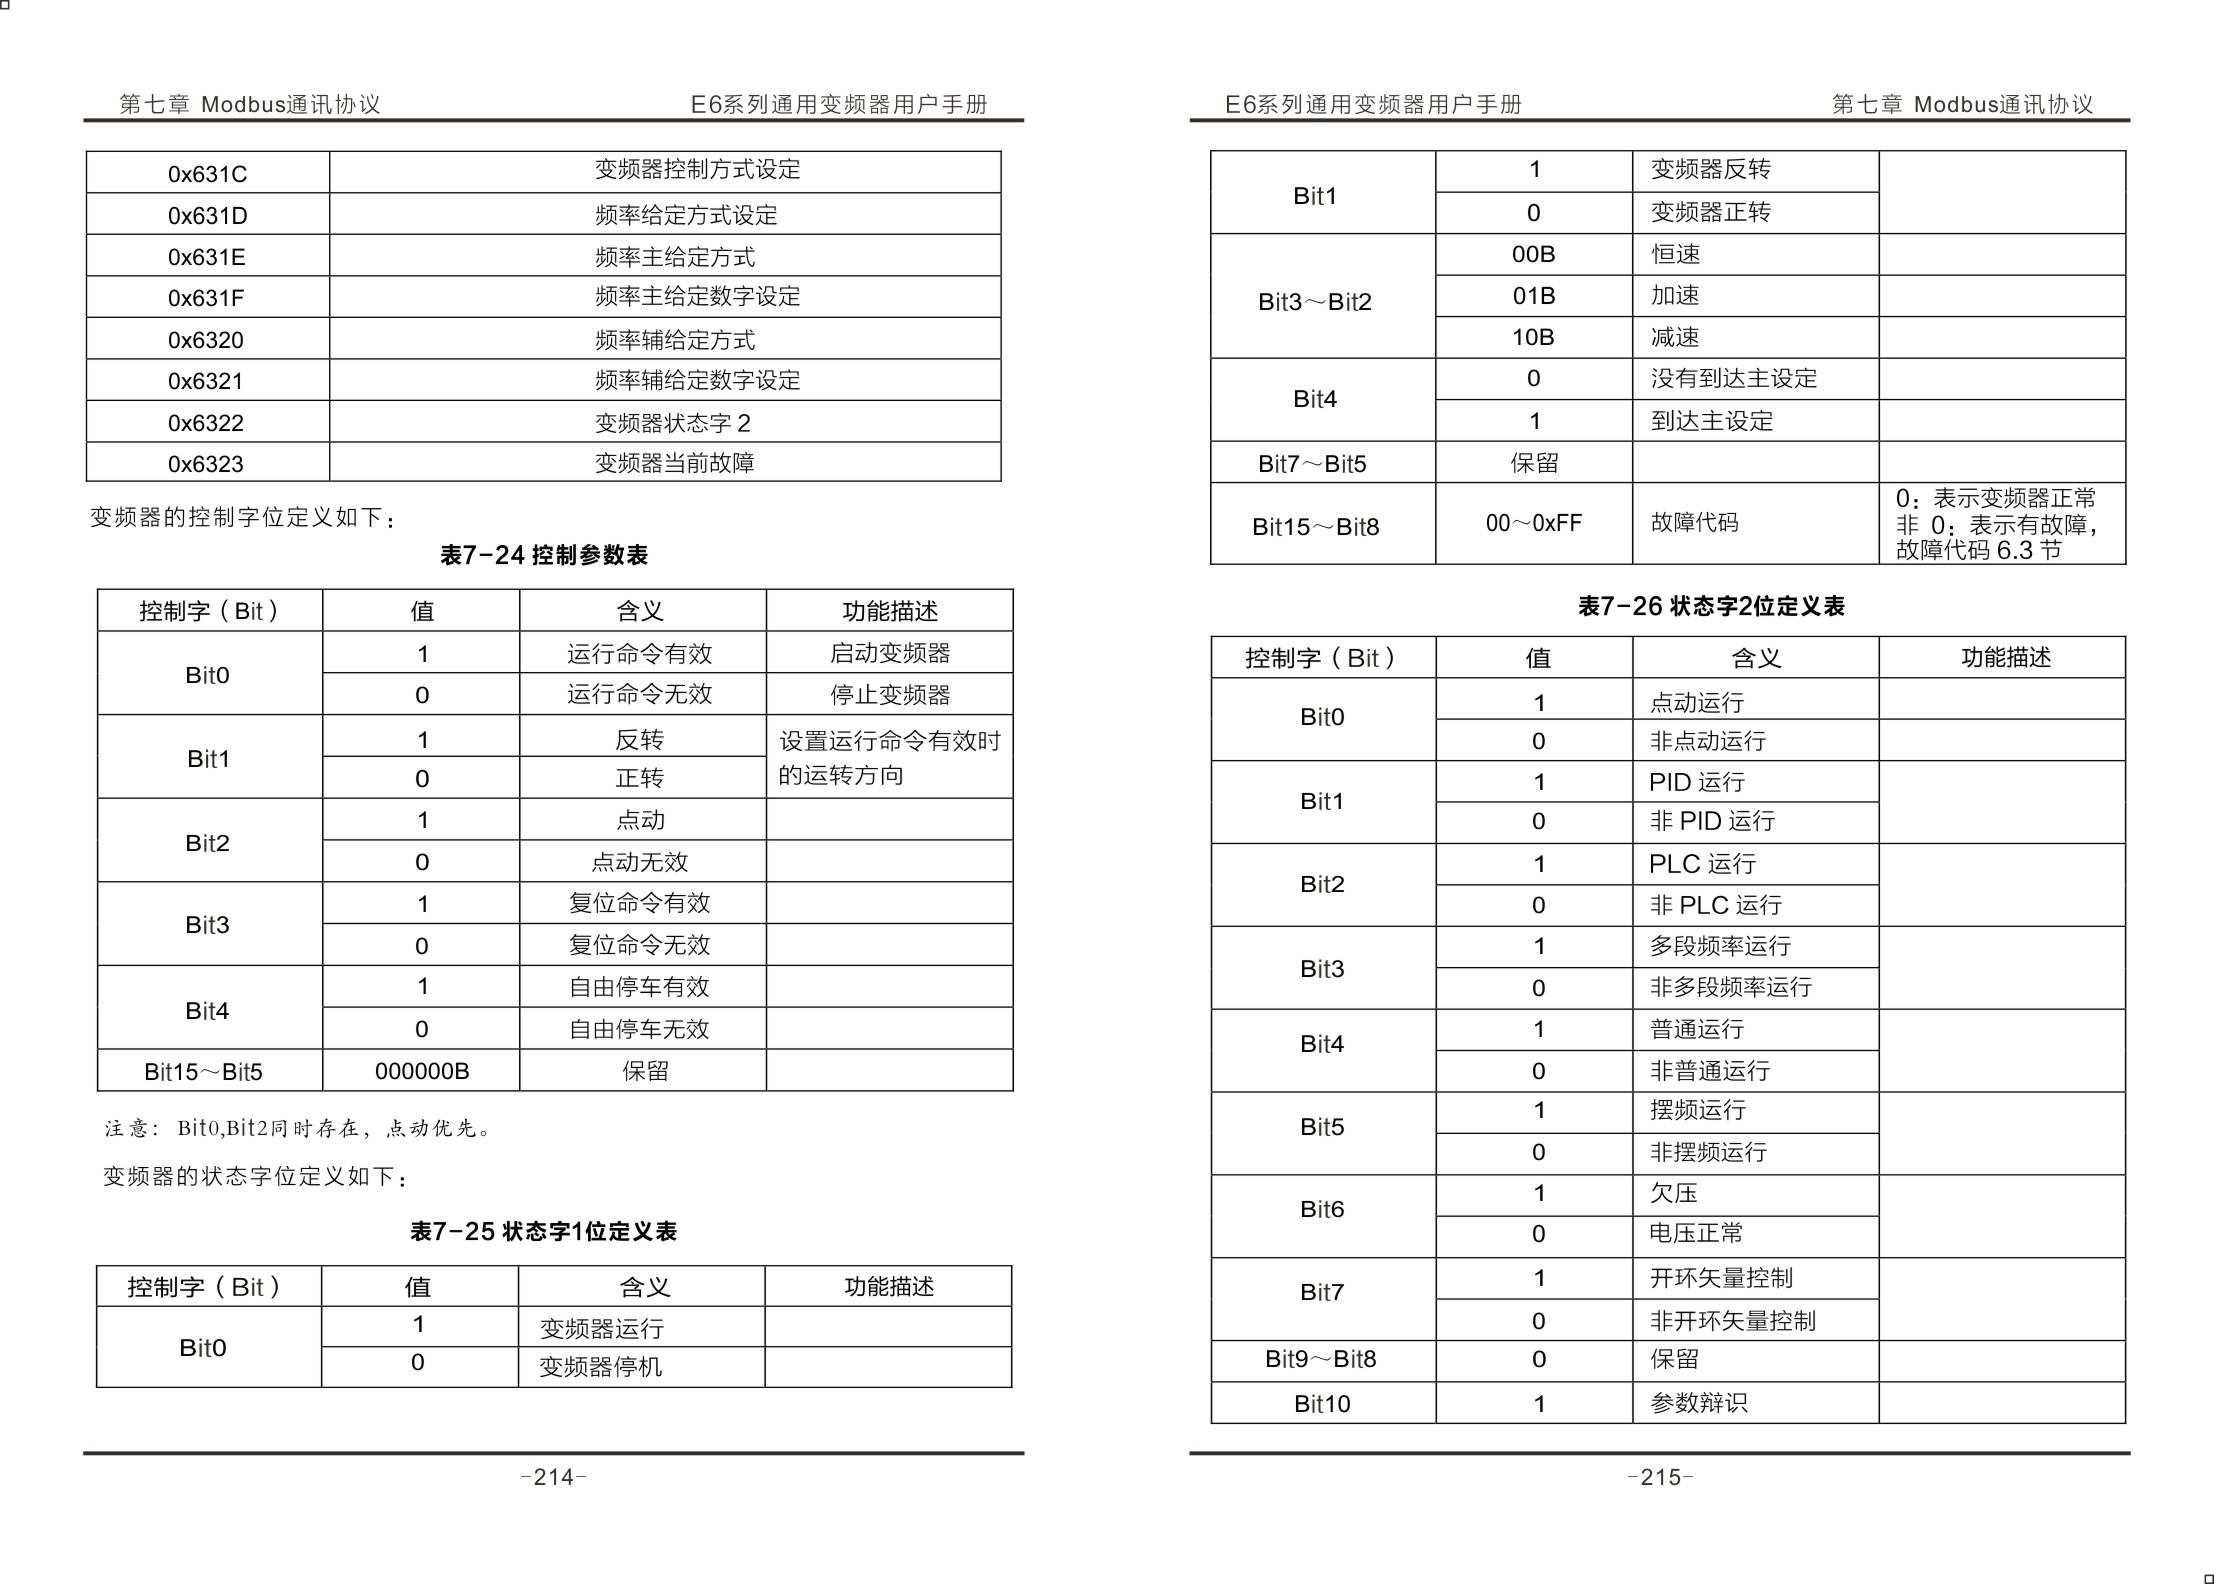 第七章 Modbus通讯协议 E6系列通用变频器用户手册
0x631C 变频器控制方式设定
0x631D 频率给定方式设定
0x631E 频率主给定方式
0x631F 频率主给定数字设定
0x6320 频率辅给定方式
0x6321 频率辅给定数字设定
0x6322 变频器状态字 2
0x6323 变频器当前故障
变频器的控制字位定义如下：
表7-24 控制参数表
控制字（Bit） 值 含义 功能描述
Bit0 1 运行命令有效 启动变频器
0 运行命令无效 停止变频器
Bit1 1 反转 设置运行命令有效时
0 正转 的运转方向
Bit2 1 点动
0 点动无效
Bit3 1 复位命令有效
0 复位命令无效
Bit4 1 自由停车有效
0 自由停车无效
Bit15～Bit5 000000B 保留
注意： Bit0,Bit2同时存在，点动优先。
变频器的状态字位定义如下：
表7-25 状态字1位定义表
控制字（Bit） 值 含义 功能描述
Bit0 1 变频器运行
0 变频器停机
-214-
E6系列通用变频器用户手册 第七章 Modbus通讯协议
Bit1 1 变频器反转
0 变频器正转
Bit3～Bit2 00B 恒速
01B 加速
10B 减速
Bit4 0 没有到达主设定
1 到达主设定
Bit7～Bit5 保留
Bit15～Bit8 00～0xFF 故障代码 0：表示变频器正常
非 0：表示有故障，
故障代码 6.3 节
表7-26 状态字2位定义表
控制字（Bit） 值 含义 功能描述
Bit0 1 点动运行
0 非点动运行
Bit1 1 PID 运行
0 非 PID 运行
Bit2 1 PLC 运行
0 非 PLC 运行
Bit3 1 多段频率运行
0 非多段频率运行
Bit4 1 普通运行
0 非普通运行
Bit5 1 摆频运行
0 非摆频运行
Bit6 1 欠压
0 电压正常
Bit7 1 开环矢量控制
0 非开环矢量控制
Bit9～Bit8 0 保留
Bit10 1 参数辩识
-215-